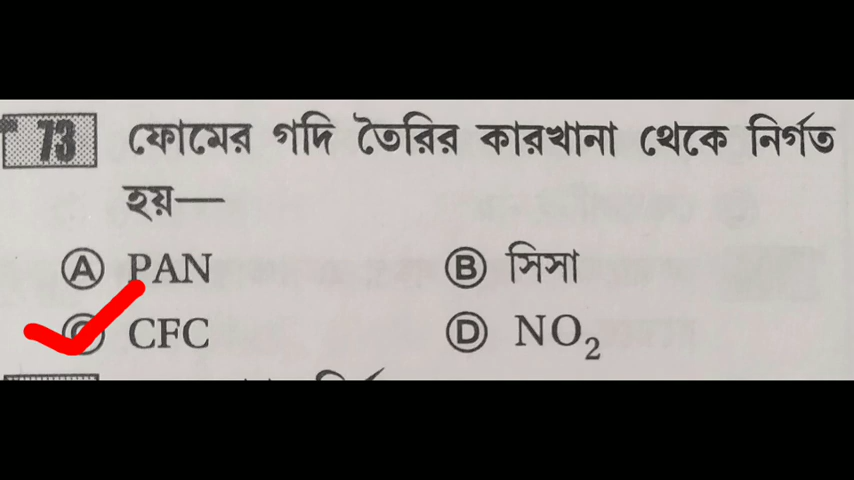 73 ফোমের গদি তৈরির কারখানা থেকে নির্গত
হয়—
Ⓐ PAN Ⓑ সিসা
Ⓒ CFC Ⓓ NO₂